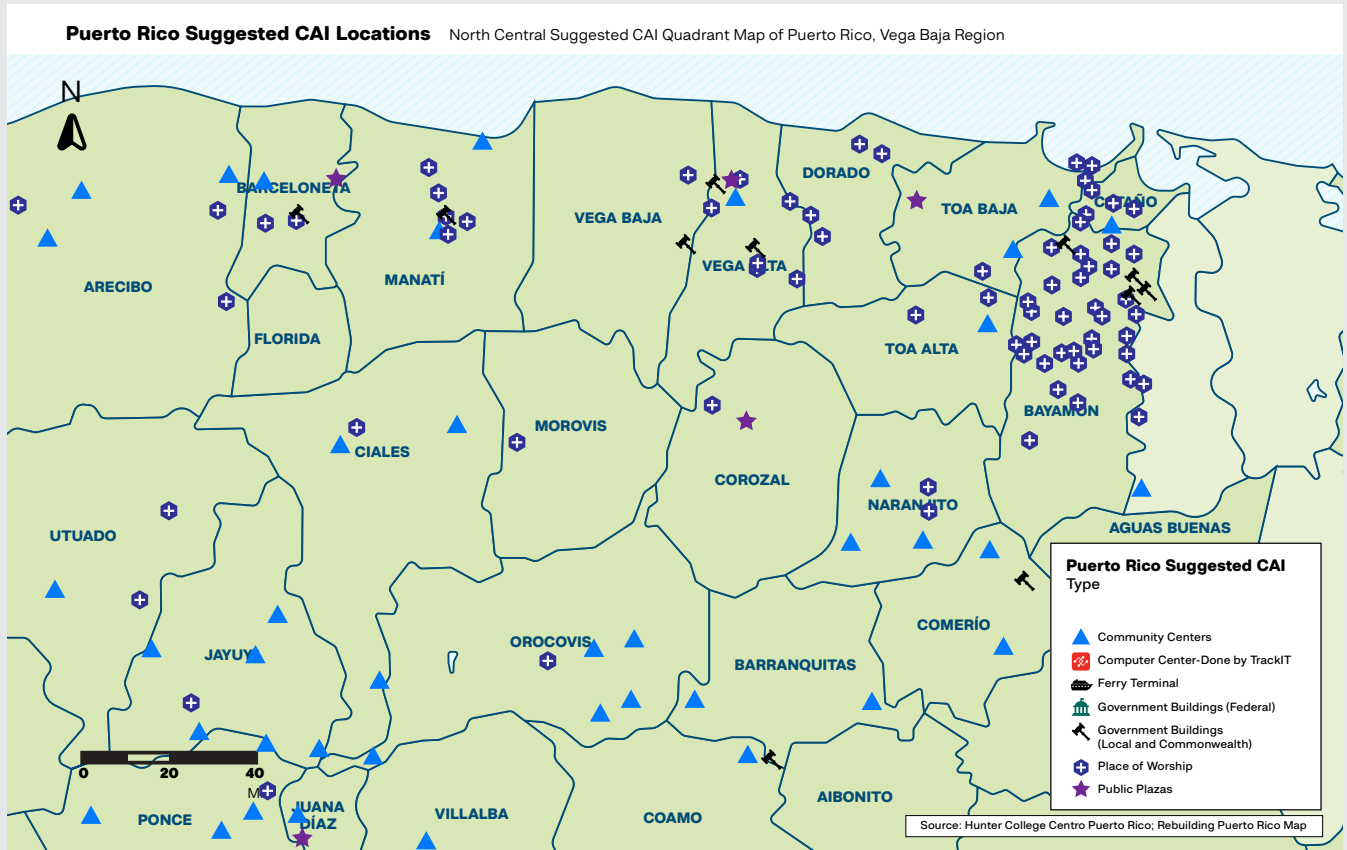 Puerto Rico Suggested CAI Locations North Central Suggested CAI Quadrant Map of Puerto Rico, Vega Baja Region
N
DORADO
BARCELONETA
CATAÑO
TOA BAJA
VEGA BAJA
VEGA ALTA
MANATÍ
ARECIBO
FLORIDA
TOA ALTA
BAYAMÓN
MOROVIS
CIALES
COROZAL
NARANJITO
AGUAS BUENAS
UTUADO
COMERÍO
OROCOVIS
JAYUYA
BARRANQUITAS
0 20 40
M
AIBONITO
JUANA
DÍAZ
VILLALBA
COAMO
PONCE
Puerto Rico Suggested CAI
Type
Community Centers
Computer Center-Done by TrackIT
Ferry Terminal
Government Buildings (Federal)
Government Buildings
(Local and Commonwealth)
Place of Worship
Public Plazas
Source: Hunter College Centro Puerto Rico; Rebuilding Puerto Rico Map